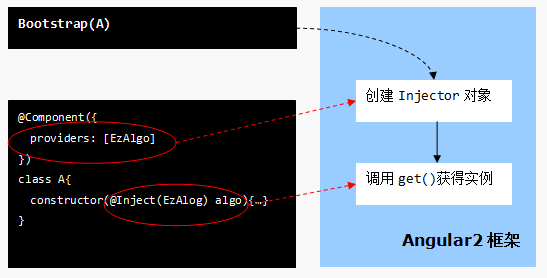 Bootstrap(A)
@Component({
providers: [EzAlgo]
})
class A{
constructor(@Inject(EzAlog) algo){…}
}
创建 Injector 对象
调用 get()获得实例
Angular2 框架